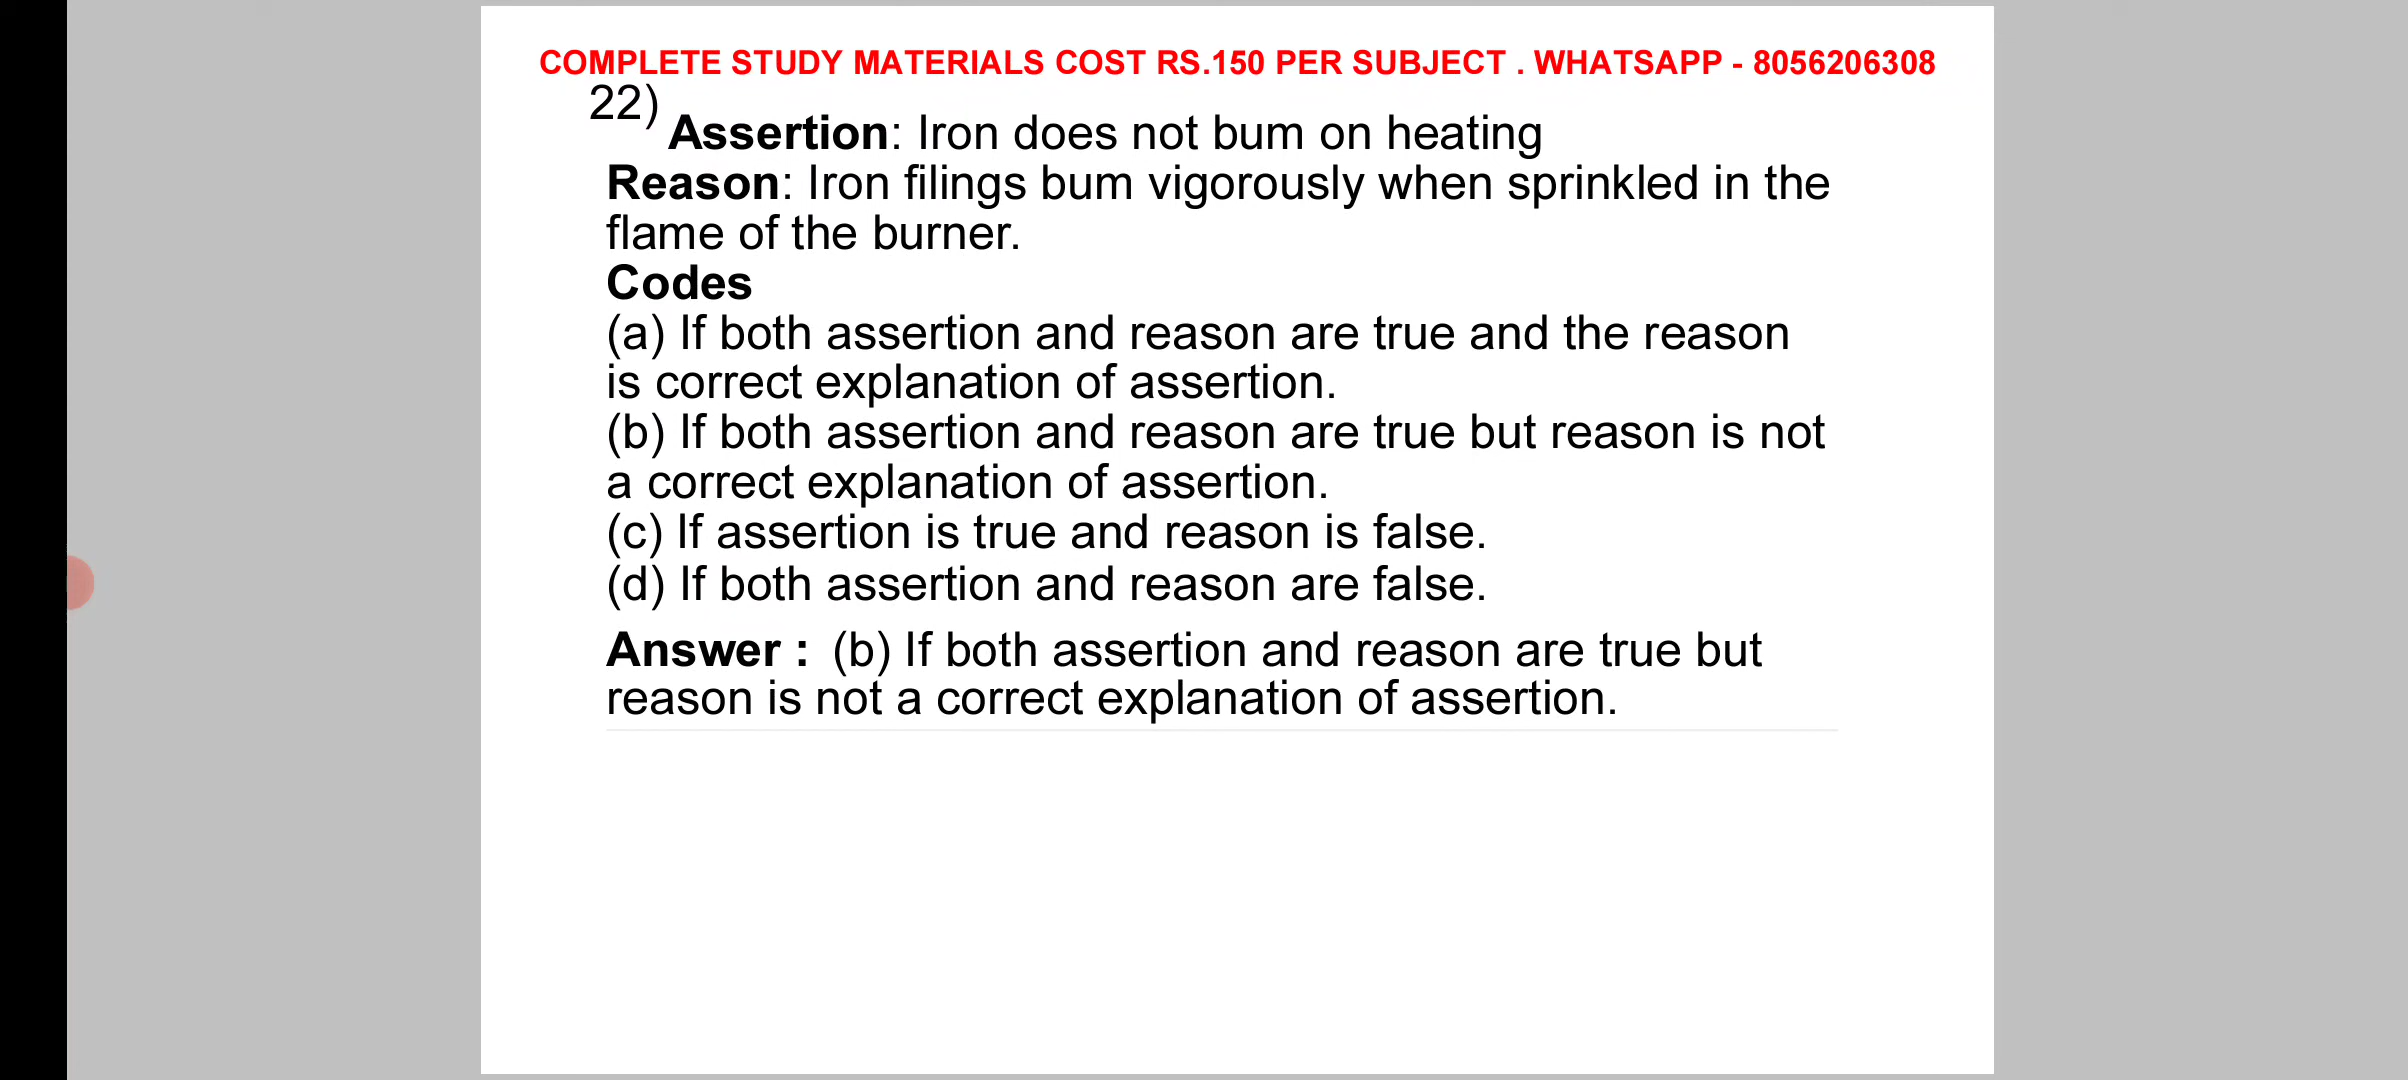 COMPLETE STUDY MATERIALS COST RS.150 PER SUBJECT . WHATSAPP - 8056206308
22)
Assertion: Iron does not bum on heating
Reason: Iron filings bum vigorously when sprinkled in the
flame of the burner.
Codes
(a) If both assertion and reason are true and the reason
is correct explanation of assertion.
(b) If both assertion and reason are true but reason is not
a correct explanation of assertion.
(c) If assertion is true and reason is false.
(d) If both assertion and reason are false.
Answer : (b) If both assertion and reason are true but
reason is not a correct explanation of assertion.